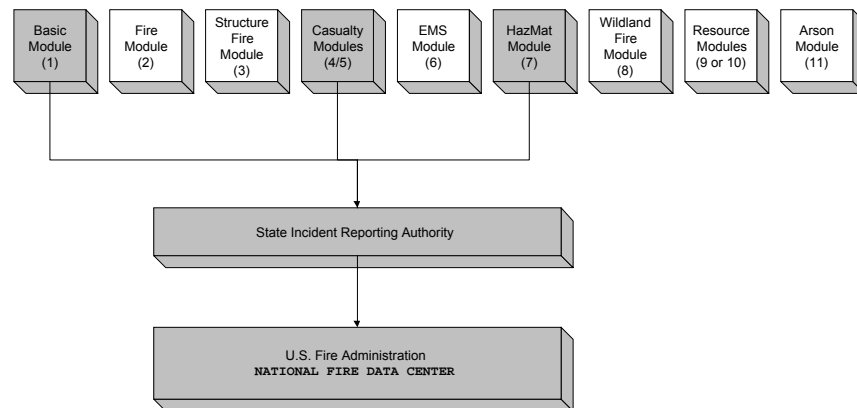 Basic
Module
(1)
Fire
Module
(2)
Structure
Fire
Module
(3)
Casualty
Modules
(4/5)
EMS
Module
(6)
HazMat
Module
(7)
Wildland
Fire
Module
(8)
Resource
Modules
(9 or 10)
Arson
Module
(11)
State Incident Reporting Authority
U.S. Fire Administration
NATIONAL FIRE DATA CENTER